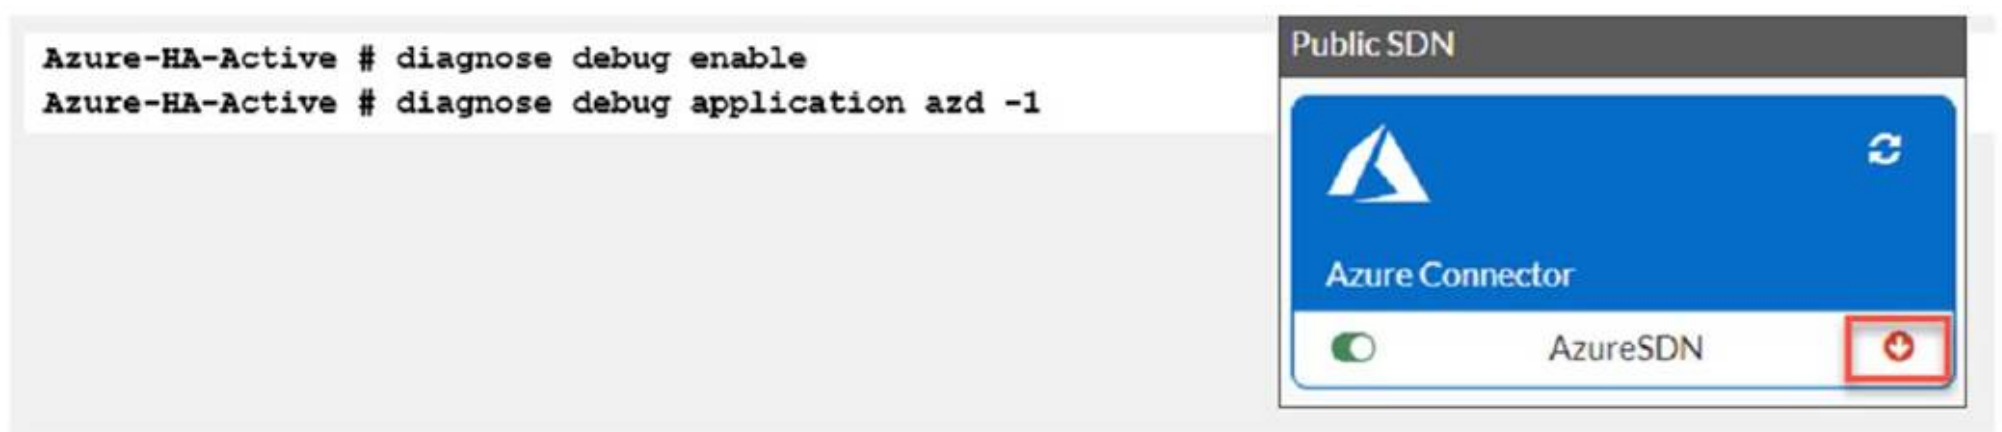 Azure-HA-Active # diagnose debug enable
Azure-HA-Active # diagnose debug application azd -1
Public SDN
Azure Connector
AzureSDN